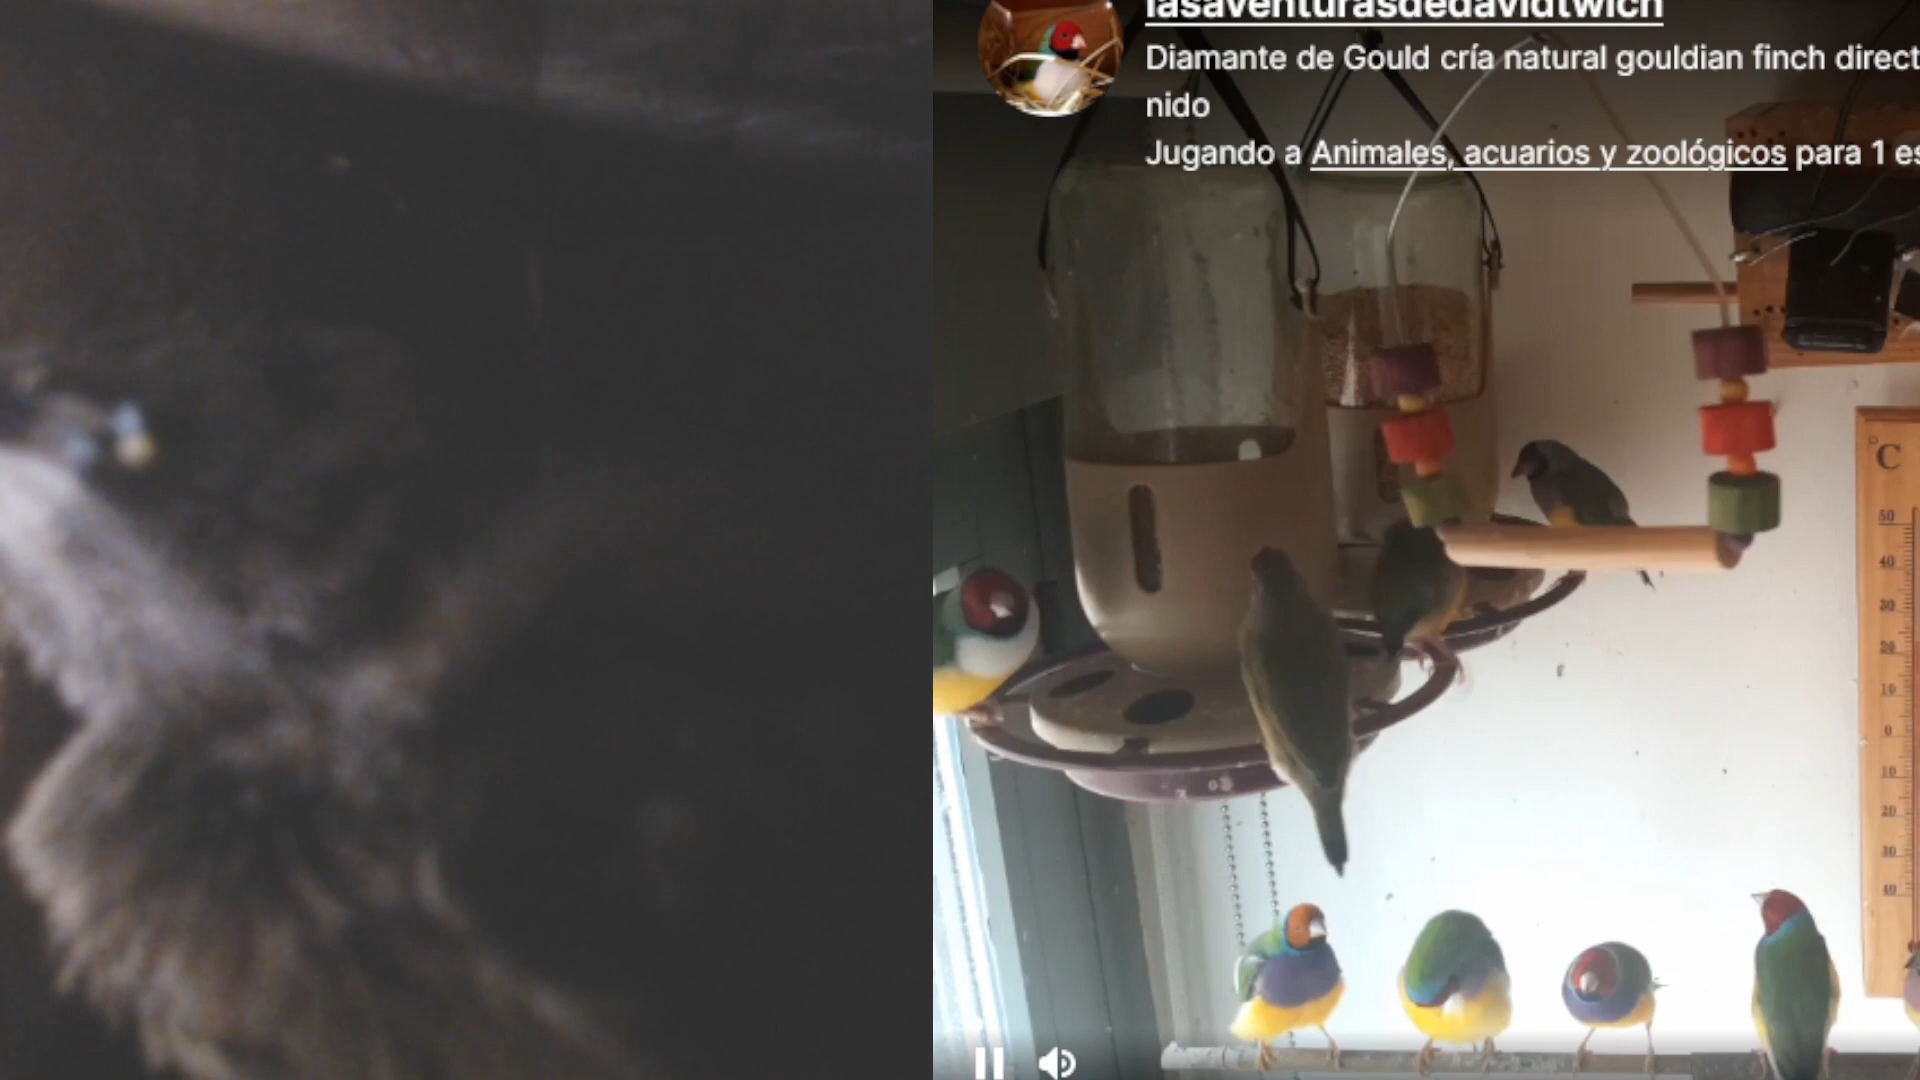 lasaventurasdedavidtwich
Diamante de Gould cría natural gouldian finch direct
nido
Jugando a Animales, acuarios y zoológicos para 1 es
°C
50
40
30
20
10
0
10
20
30
40